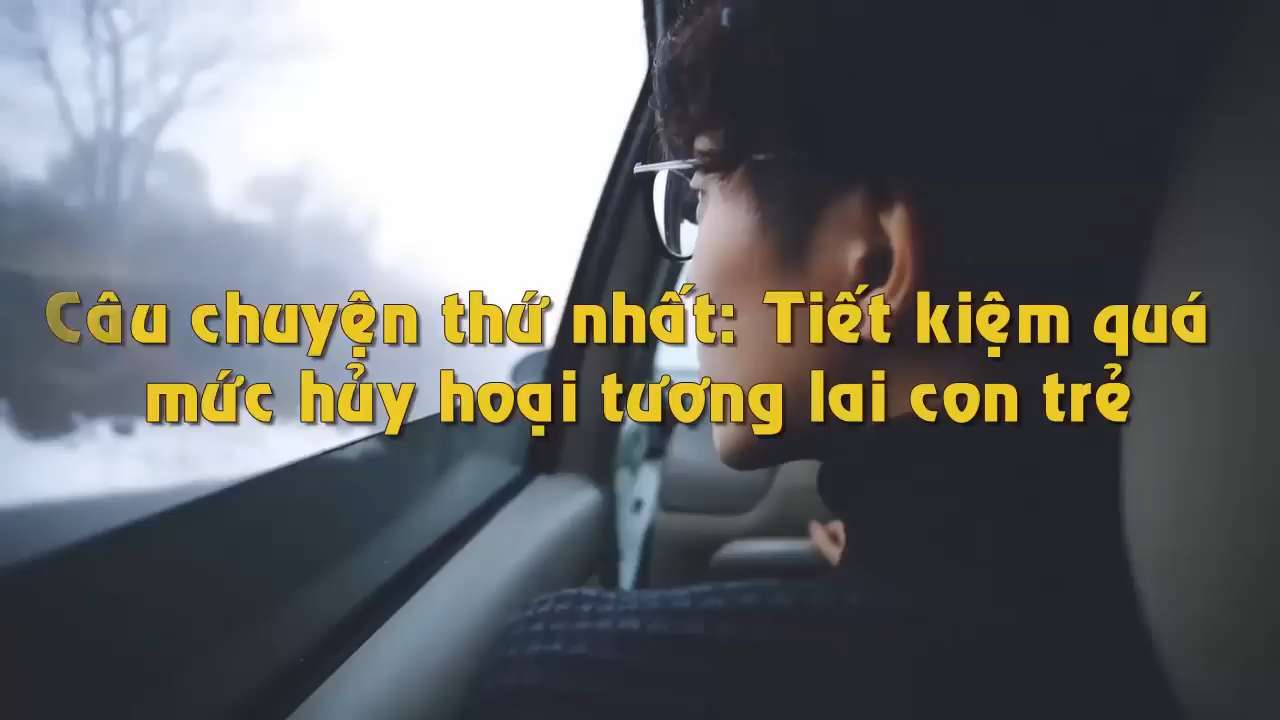 Câu chuyện thứ nhất: Tiết kiệm quá
mức hủy hoại tương lai con trẻ